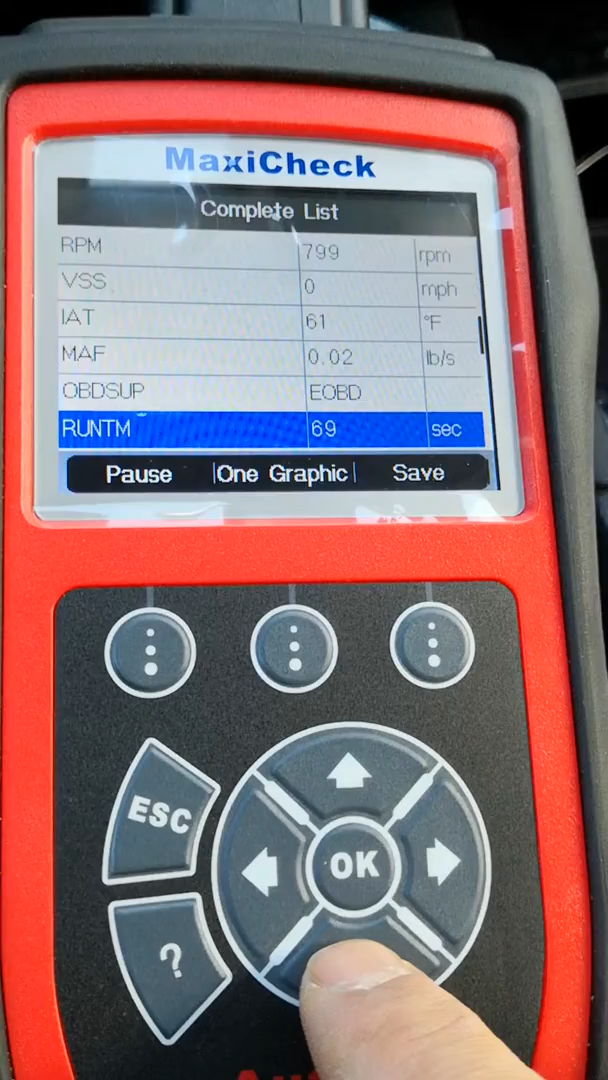 MaxiCheck
Complete List
RPM 799 rpm
VSS 0 mph
IAT 61 °F
MAF 0.02 lb/s
OBDSUP EOBD
RUNTM 69 sec
Pause One Graphic Save
ESC
OK
?